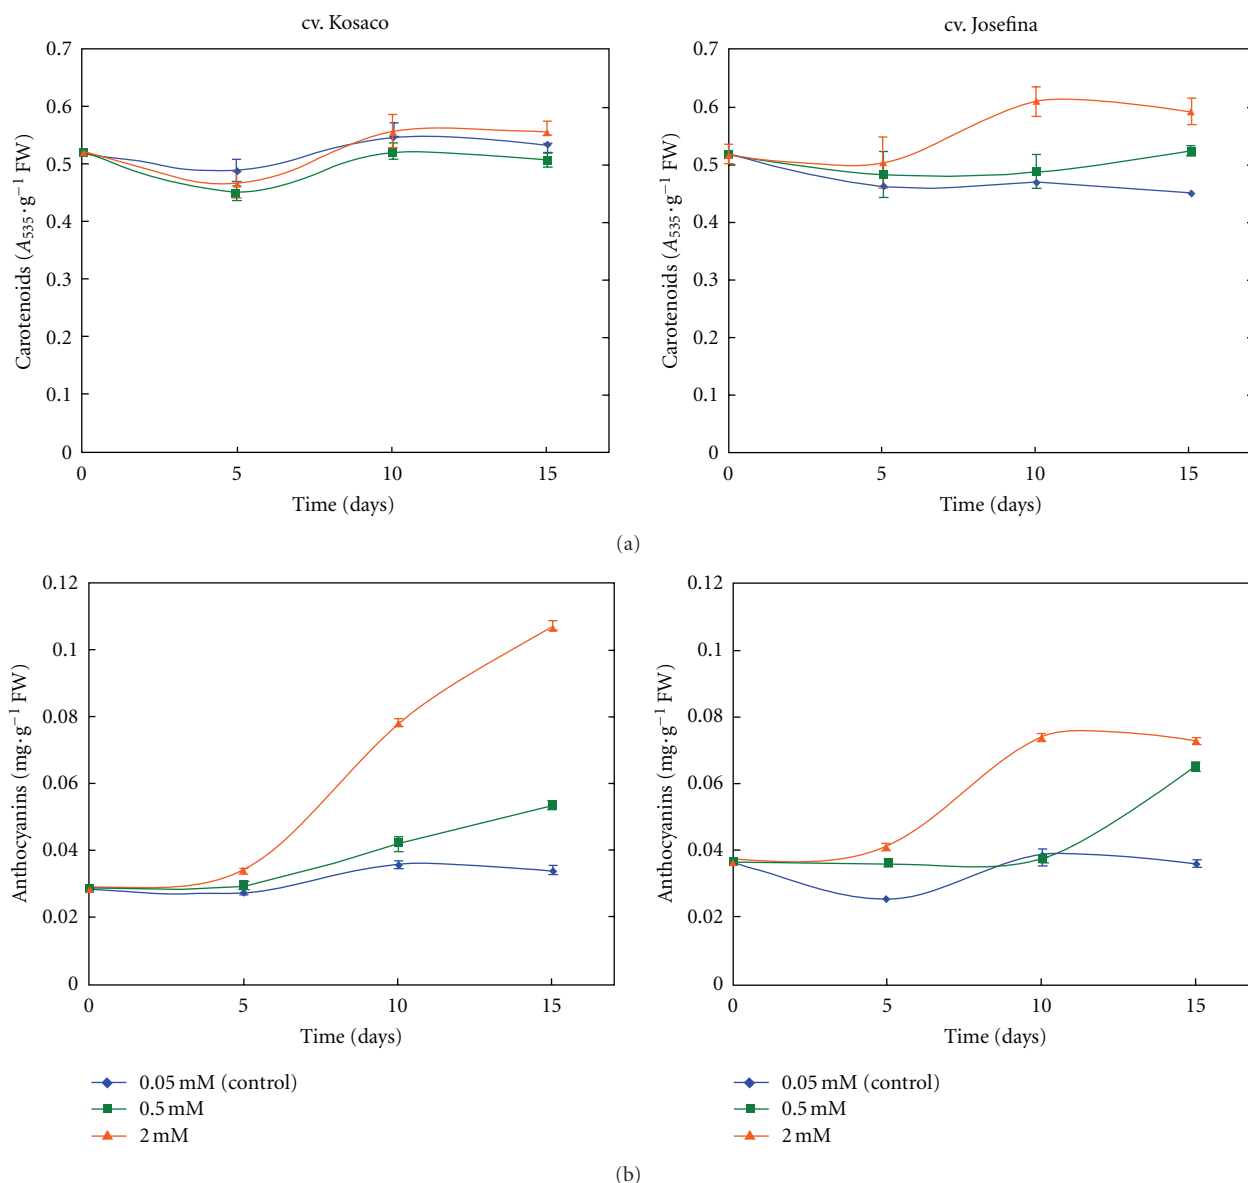 cv. Kosaco
0.7
0.6
0.5
0.4
0.3
0.2
0.1
0
Carotenoids (A535·g−1 FW)
0 5 10 15
Time (days)
cv. Josefina
0.7
0.6
0.5
0.4
0.3
0.2
0.1
0
Carotenoids (A535·g−1 FW)
0 5 10 15
Time (days)
(a)
0.12
0.1
0.08
0.06
0.04
0.02
0
Anthocyanins (mg·g−1 FW)
0 5 10 15
Time (days)
0.05 mM (control)
0.5 mM
2 mM
0.12
0.1
0.08
0.06
0.04
0.02
0
Anthocyanins (mg·g−1 FW)
0 5 10 15
Time (days)
0.05 mM (control)
0.5 mM
2 mM
(b)